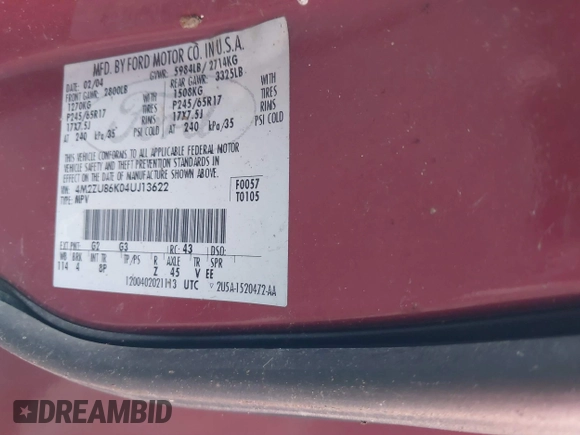 MFD. BY FORD MOTOR CO. IN U.S.A.
DATE: 02/04 GVWR: 5984LB/2714KG
FRONT GAWR: 2800LB REAR GAWR: 3325LB
1270KG WITH 1508KG WITH
P245/65R17 TIRES P245/65R17 TIRES
17X7.5J RIMS 17X7.5J RIMS
AT 240 kPa/35 PSI COLD AT 240 kPa/35 PSI COLD
THIS VEHICLE CONFORMS TO ALL APPLICABLE FEDERAL MOTOR
VEHICLE SAFETY AND THEFT PREVENTION STANDARDS IN EFFECT
ON THE DATE OF MANUFACTURE SHOWN ABOVE.
VIN: 4M2ZU86K04UJ13622 F0057
TYPE: MPV T0105
EXT PNT: G2 G3 RC: 43 DSO:
WB BRK INT TR TP/PS R AXLE TR SPR
114 4 8P Z 45 V EE
UTC 2U5A-1520472-AA
Ford
DREAMBID